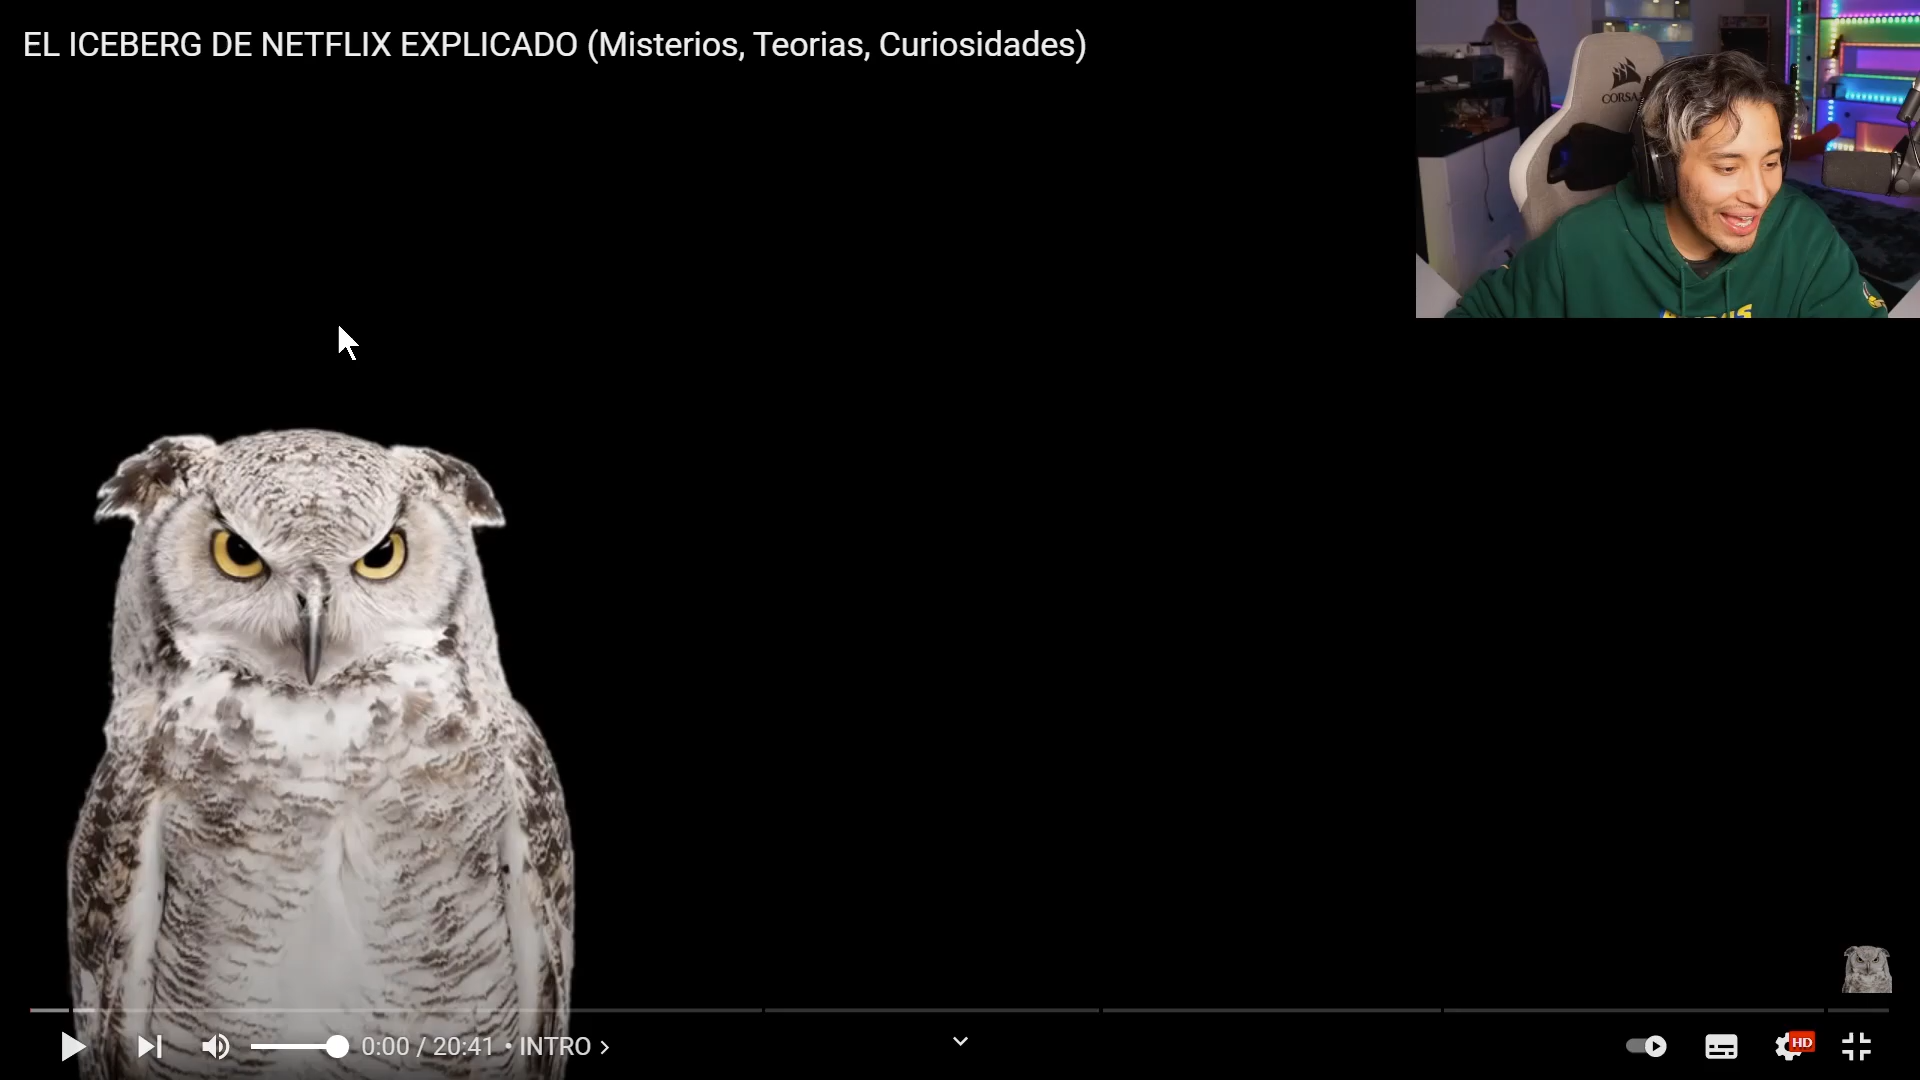 EL ICEBERG DE NETFLIX EXPLICADO (Misterios, Teorias, Curiosidades)
CORSA
0:00 / 20:41 • INTRO
HD